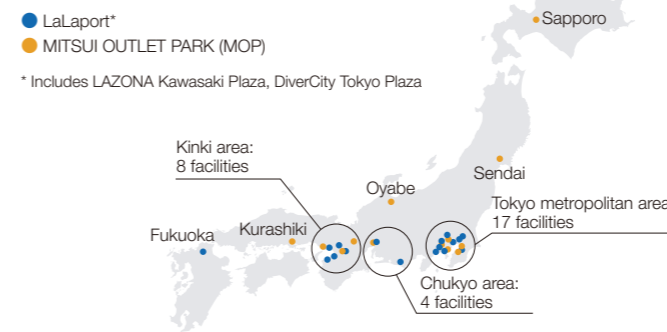 LaLaport*
MITSUI OUTLET PARK (MOP)
* Includes LAZONA Kawasaki Plaza, DiverCity Tokyo Plaza
Sapporo
Kinki area:
8 facilities
Sendai
Oyabe
Tokyo metropolitan area
17 facilities
Fukuoka
Kurashiki
Chukyo area:
4 facilities